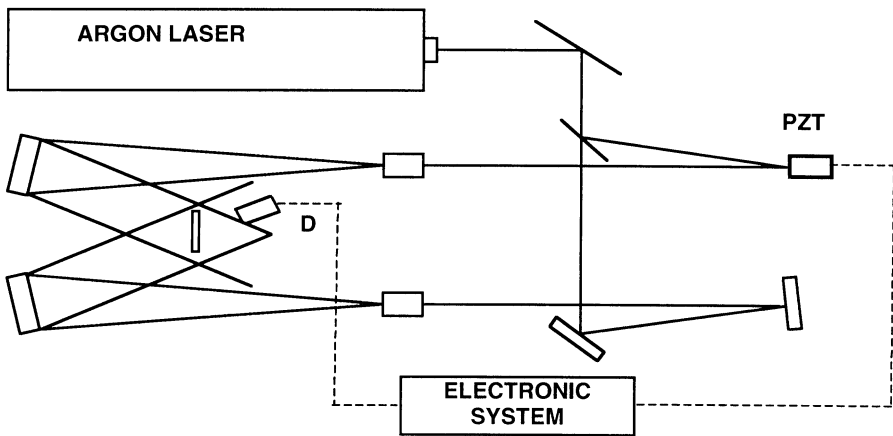 ARGON LASER
PZT
D
ELECTRONIC
SYSTEM